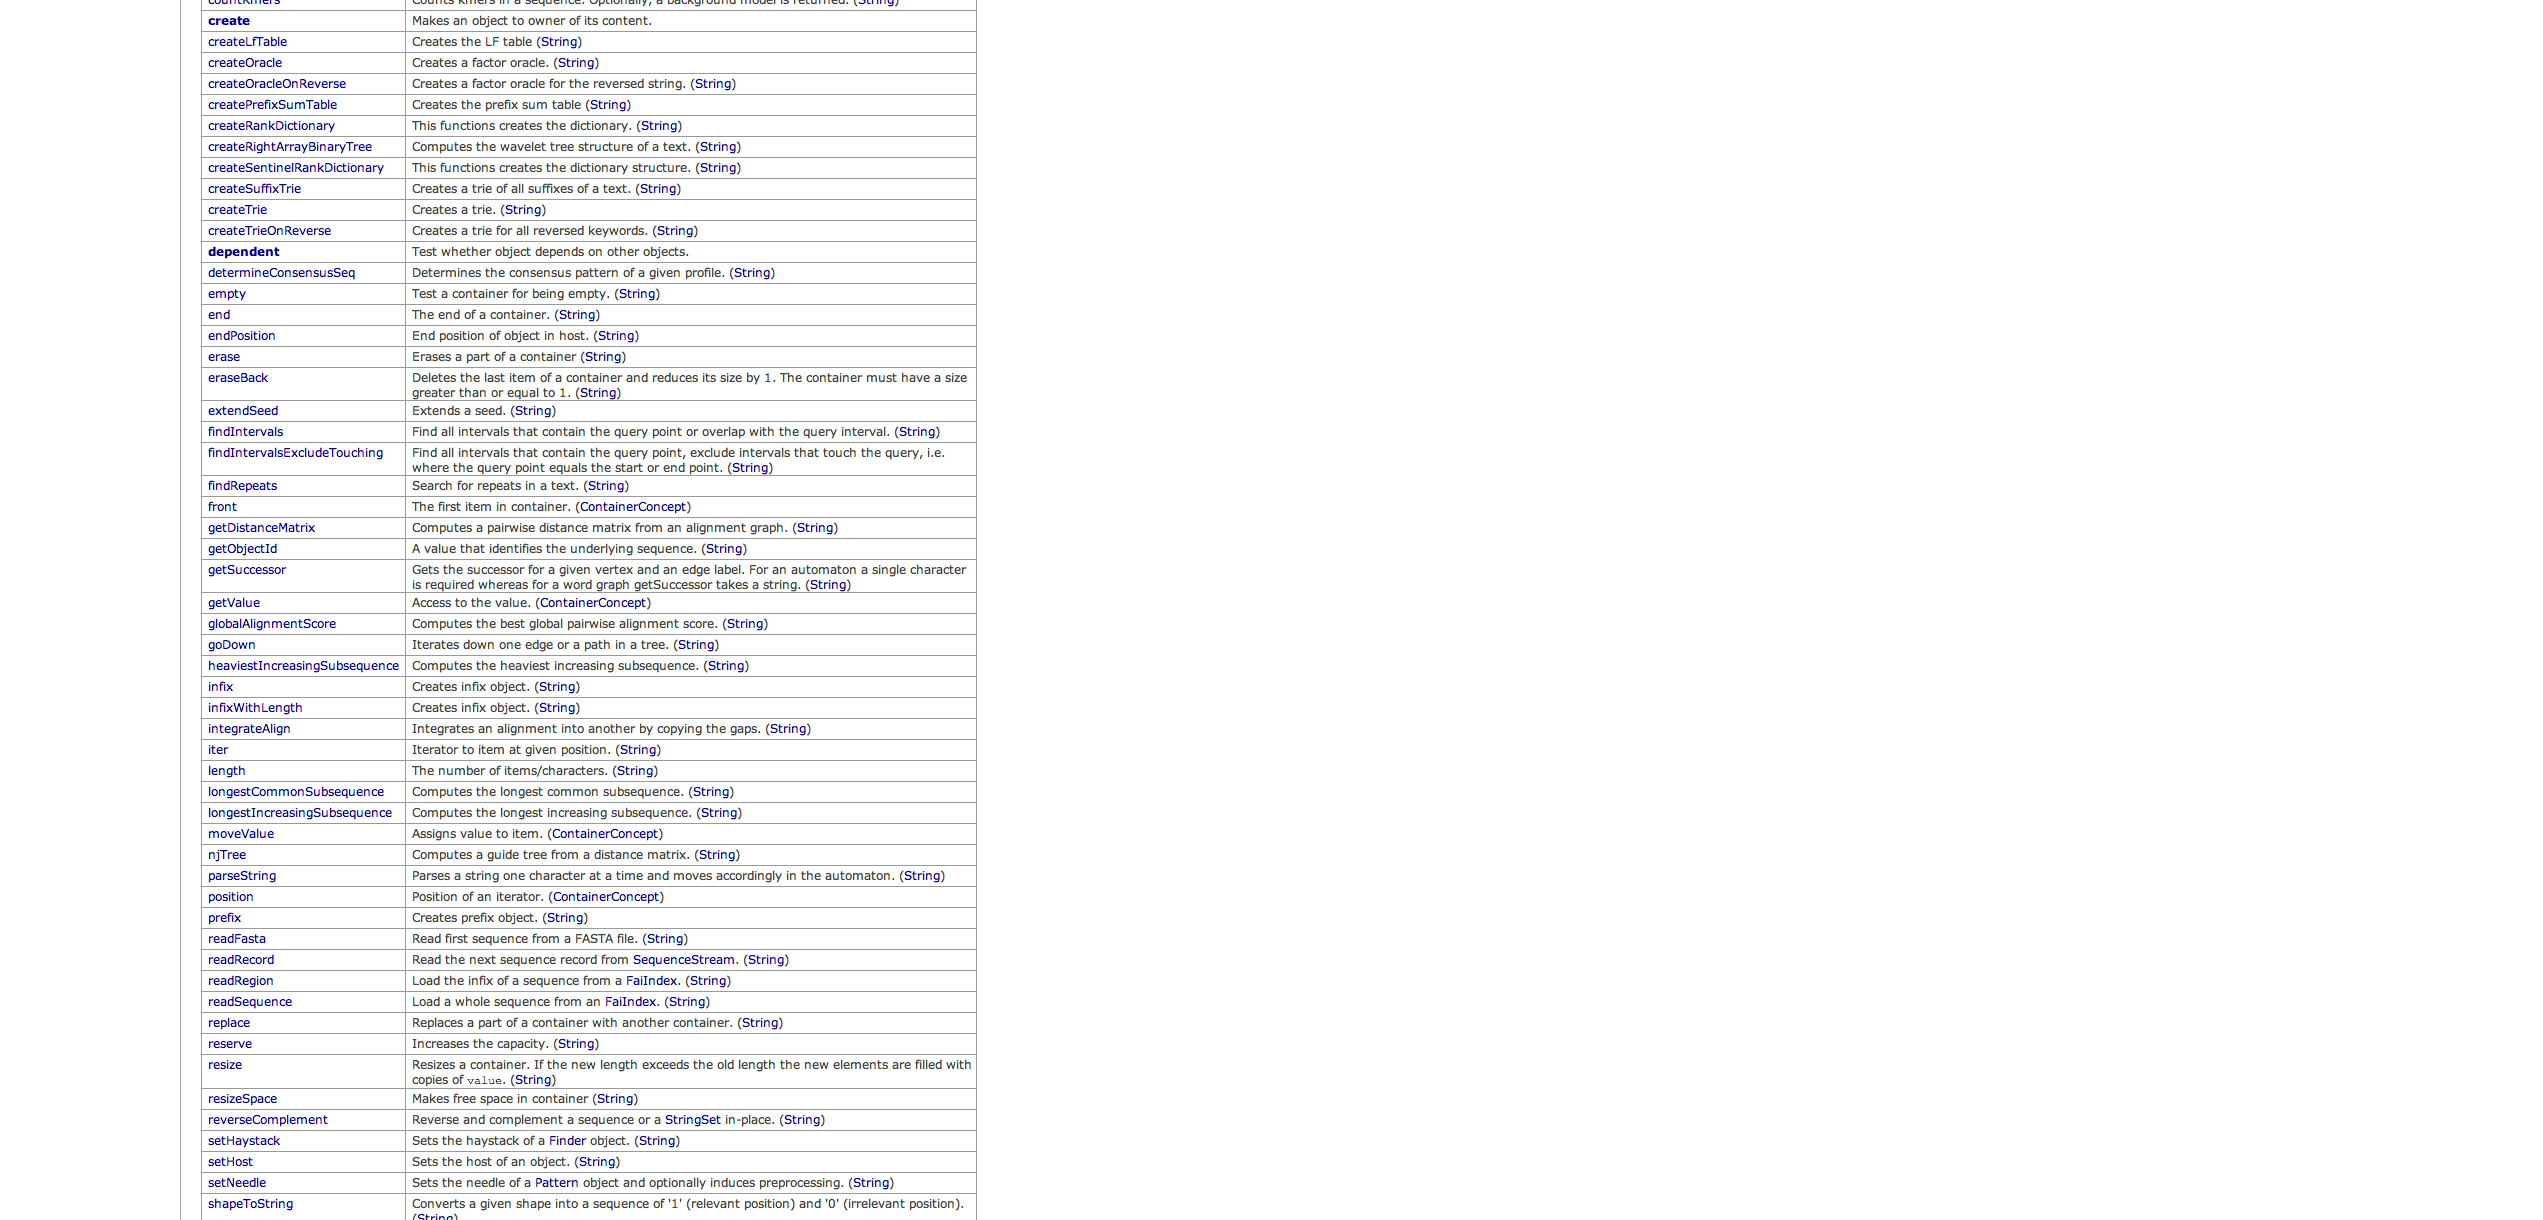 countKmers Counts kmers in a sequence. Optionally, a background model is returned. (String)
create Makes an object to owner of its content.
createLfTable Creates the LF table (String)
createOracle Creates a factor oracle. (String)
createOracleOnReverse Creates a factor oracle for the reversed string. (String)
createPrefixSumTable Creates the prefix sum table (String)
createRankDictionary This functions creates the dictionary. (String)
createRightArrayBinaryTree Computes the wavelet tree structure of a text. (String)
createSentinelRankDictionary This functions creates the dictionary structure. (String)
createSuffixTrie Creates a trie of all suffixes of a text. (String)
createTrie Creates a trie. (String)
createTrieOnReverse Creates a trie for all reversed keywords. (String)
dependent Test whether object depends on other objects.
determineConsensusSeq Determines the consensus pattern of a given profile. (String)
empty Test a container for being empty. (String)
end The end of a container. (String)
endPosition End position of object in host. (String)
erase Erases a part of a container (String)
eraseBack Deletes the last item of a container and reduces its size by 1. The container must have a size
greater than or equal to 1. (String)
extendSeed Extends a seed. (String)
findIntervals Find all intervals that contain the query point or overlap with the query interval. (String)
findIntervalsExcludeTouching Find all intervals that contain the query point, exclude intervals that touch the query, i.e.
where the query point equals the start or end point. (String)
findRepeats Search for repeats in a text. (String)
front The first item in container. (ContainerConcept)
getDistanceMatrix Computes a pairwise distance matrix from an alignment graph. (String)
getObjectId A value that identifies the underlying sequence. (String)
getSuccessor Gets the successor for a given vertex and an edge label. For an automaton a single character
is required whereas for a word graph getSuccessor takes a string. (String)
getValue Access to the value. (ContainerConcept)
globalAlignmentScore Computes the best global pairwise alignment score. (String)
goDown Iterates down one edge or a path in a tree. (String)
heaviestIncreasingSubsequence Computes the heaviest increasing subsequence. (String)
infix Creates infix object. (String)
infixWithLength Creates infix object. (String)
integrateAlign Integrates an alignment into another by copying the gaps. (String)
iter Iterator to item at given position. (String)
length The number of items/characters. (String)
longestCommonSubsequence Computes the longest common subsequence. (String)
longestIncreasingSubsequence Computes the longest increasing subsequence. (String)
moveValue Assigns value to item. (ContainerConcept)
njTree Computes a guide tree from a distance matrix. (String)
parseString Parses a string one character at a time and moves accordingly in the automaton. (String)
position Position of an iterator. (ContainerConcept)
prefix Creates prefix object. (String)
readFasta Read first sequence from a FASTA file. (String)
readRecord Read the next sequence record from SequenceStream. (String)
readRegion Load the infix of a sequence from a FaiIndex. (String)
readSequence Load a whole sequence from an FaiIndex. (String)
replace Replaces a part of a container with another container. (String)
reserve Increases the capacity. (String)
resize Resizes a container. If the new length exceeds the old length the new elements are filled with
copies of value. (String)
resizeSpace Makes free space in container (String)
reverseComplement Reverse and complement a sequence or a StringSet in-place. (String)
setHaystack Sets the haystack of a Finder object. (String)
setHost Sets the host of an object. (String)
setNeedle Sets the needle of a Pattern object and optionally induces preprocessing. (String)
shapeToString Converts a given shape into a sequence of '1' (relevant position) and '0' (irrelevant position).
(String)